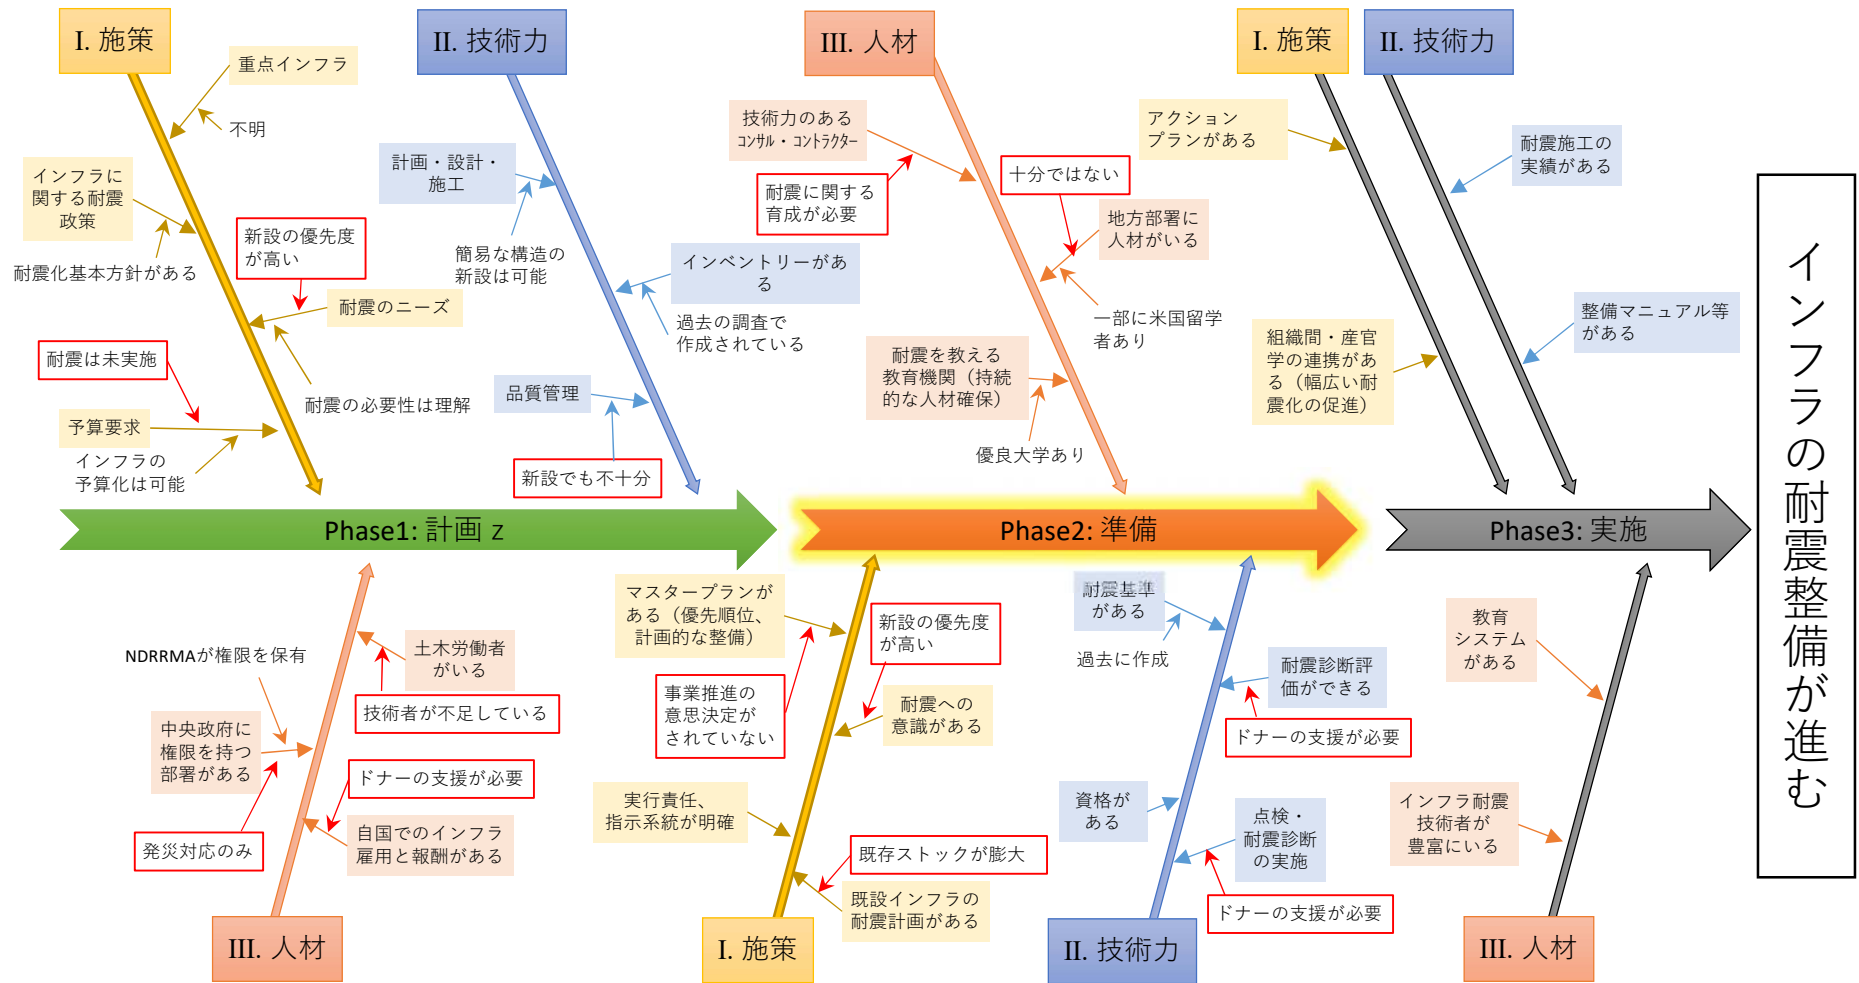 I. 施策
II. 技術力
III. 人材
I. 施策
II. 技術力
重点インフラ
不明
インフラに
関する耐震
政策
耐震化基本方針がある
新設の優先度
が高い
耐震のニーズ
耐震は未実施
耐震の必要性は理解
予算要求
インフラの
予算化は可能
計画・設計・
施工
簡易な構造の
新設は可能
インベントリーがあ
る
過去の調査で
作成されている
品質管理
新設でも不十分
技術力のある
コンサル・コントラクター
耐震に関する
育成が必要
十分ではない
地方部署に
人材がいる
一部に米国留学
者あり
耐震を教える
教育機関（持続
的な人材確保）
優良大学あり
アクション
プランがある
組織間・産官
学の連携があ
る（幅広い耐
震化の促進）
耐震施工の
実績がある
整備マニュアル等
がある
Phase1: 計画 z
Phase2: 準備
Phase3: 実施
インフラの耐震整備が進む
NDRRMAが権限を保有
土木労働者
がいる
技術者が不足している
中央政府に
権限を持つ
部署がある
発災対応のみ
ドナーの支援が必要
自国でのインフラ
雇用と報酬がある
III. 人材
マスタープランが
ある（優先順位、
計画的な整備）
事業推進の
意思決定が
されていない
新設の優先度
が高い
耐震への
意識がある
実行責任、
指示系統が明確
既存ストックが膨大
既設インフラの
耐震計画がある
I. 施策
耐震基準
がある
過去に作成
耐震診断評
価ができる
ドナーの支援が必要
資格が
ある
点検・
耐震診断
の実施
ドナーの支援が必要
II. 技術力
教育
システム
がある
インフラ耐震
技術者が
豊富にいる
III. 人材